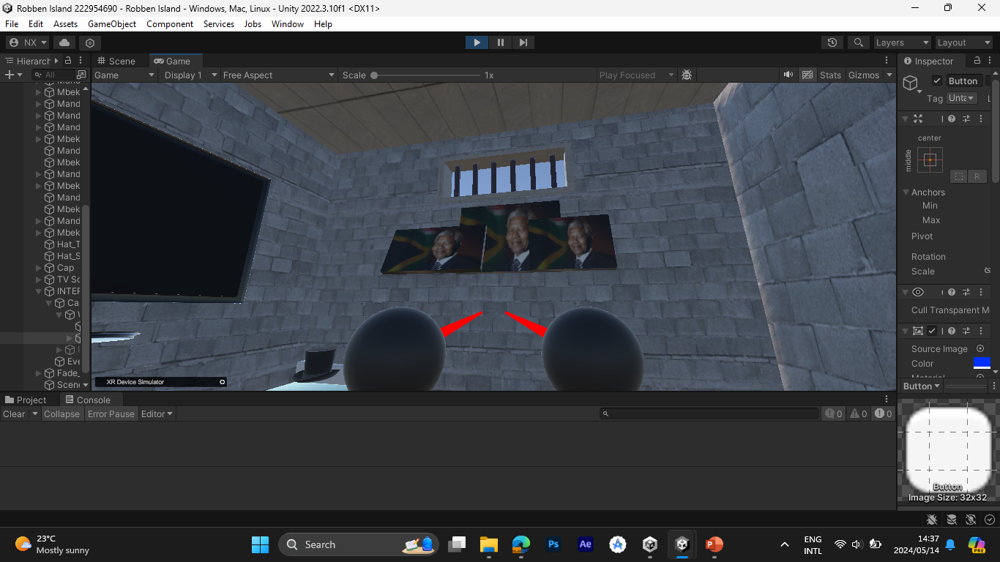 Robben Island 222954690 - Robben Island - Windows, Mac, Linux - Unity 2022.3.10f1 <DX11>
File Edit Assets GameObject Component Services Jobs Window Help
NX Layers Layout
Hierarch Scene Game Inspector
All Game Display 1 Free Aspect Scale 1x Play Focused Stats Gizmos
Button
Tag Unta
Mbek
Mand
Mand
Mand
Mbek
Mand
Mbek
Mand
Mbek
Mand
Mbek
Mand
Mbek
Hat_T
Hat_S
Cap
TV Sc
INTER
Ca
Eve
Fade_
Scene
XR Device Simulator
center
middle
R
Anchors
Min
Max
Pivot
Rotation
Scale
Cull Transparent M
Source Image
Color
Button
Project Console
Clear Collapse Error Pause Editor 0 0 0
Button
Image Size: 32x32
23°C
Mostly sunny
Search
Ps
Ae
P
ENG
INTL
14:37
2024/05/14
PRE